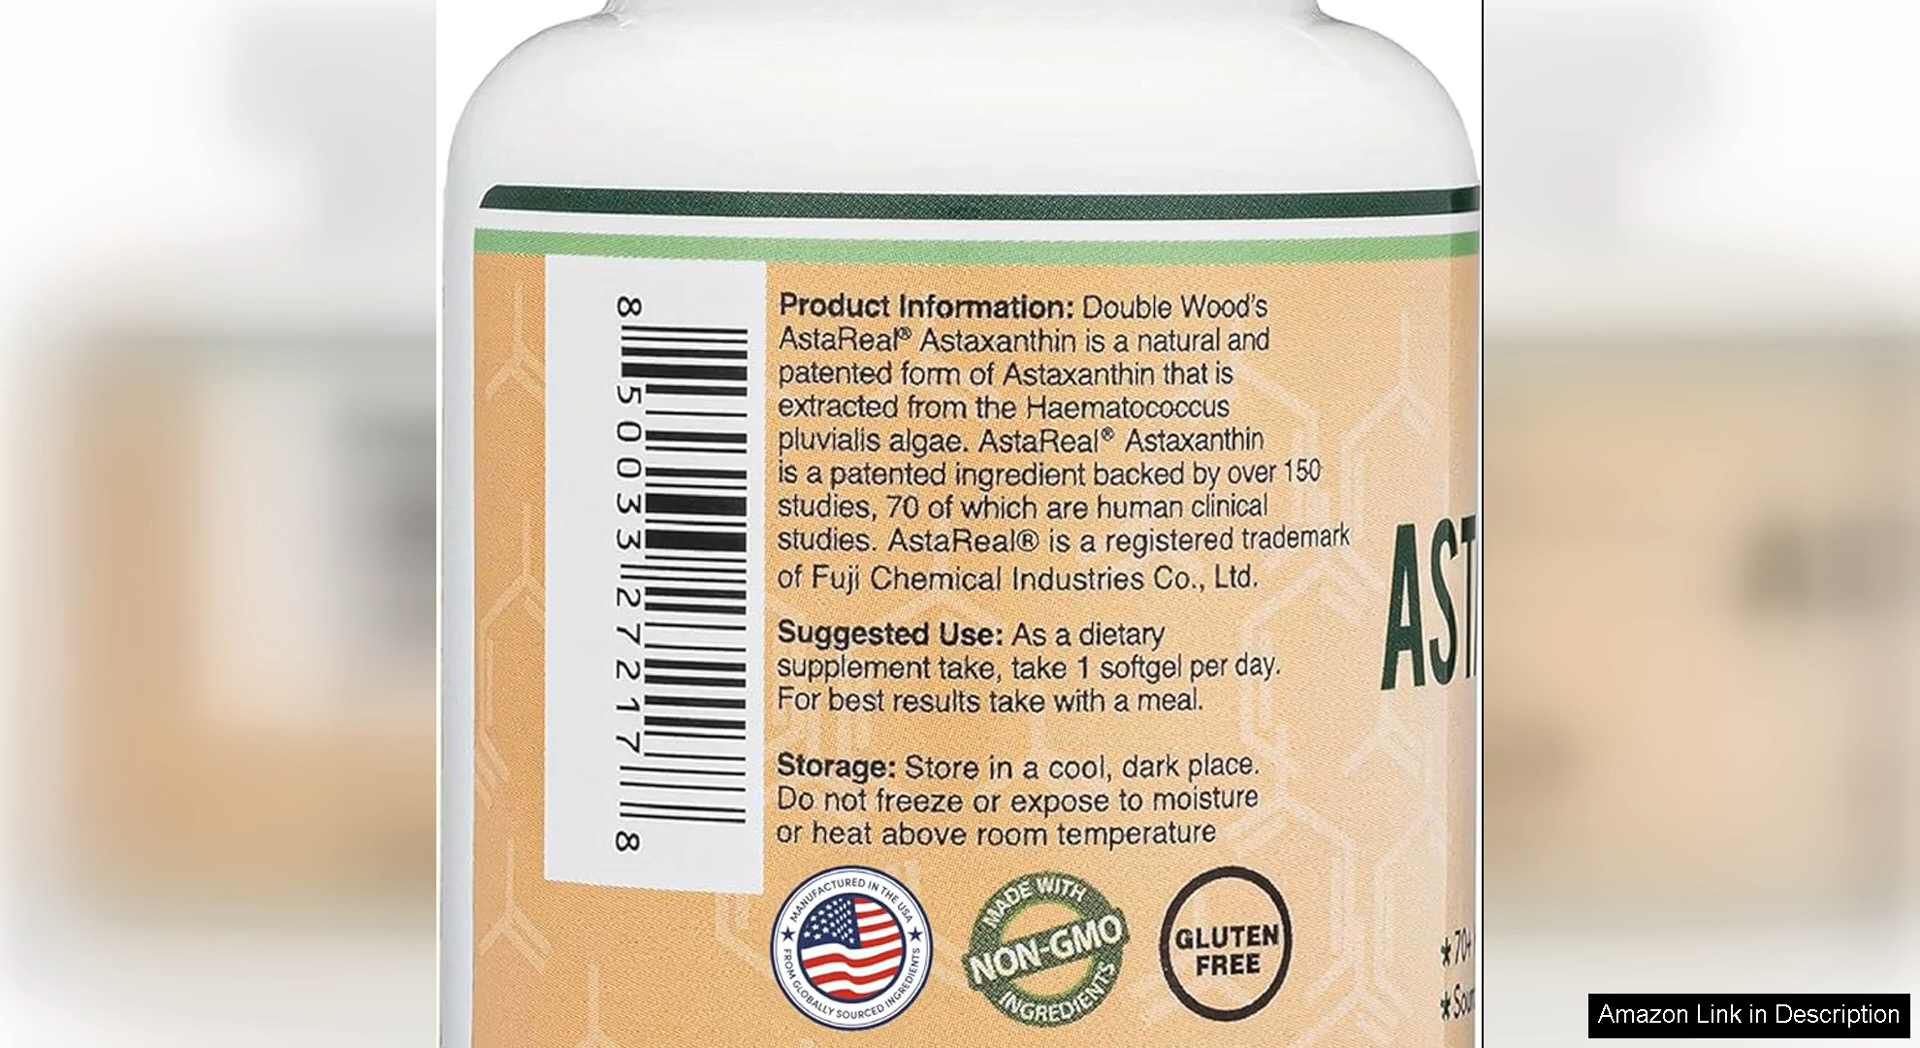 8 50033 27217 8
Product Information: Double Wood's
AstaReal® Astaxanthin is a natural and
patented form of Astaxanthin that is
extracted from the Haematococcus
pluvialis algae. AstaReal® Astaxanthin
is a patented ingredient backed by over 150
studies, 70 of which are human clinical
studies. AstaReal® is a registered trademark
of Fuji Chemical Industries Co., Ltd.
Suggested Use: As a dietary
supplement take, take 1 softgel per day.
For best results take with a meal.
Storage: Store in a cool, dark place.
Do not freeze or expose to moisture
or heat above room temperature
MANUFACTURED IN THE USA
FROM GLOBALLY SOURCED INGREDIENTS
MADE WITH
NON-GMO
INGREDIENTS
GLUTEN
FREE
AST
* 70+
* Sour
Amazon Link in Description